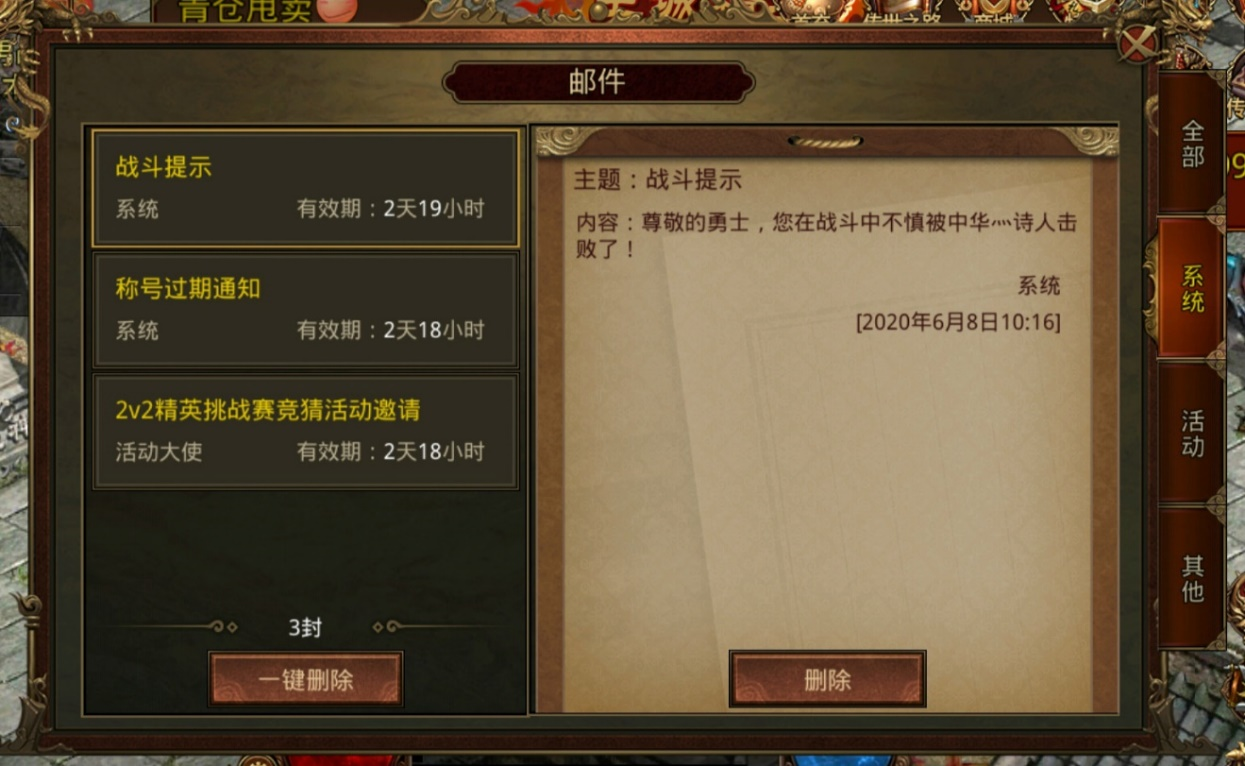 青仓甩卖
邮件
战斗提示
系统
有效期：2天19小时
称号过期通知
系统
有效期：2天18小时
2v2精英挑战赛竞猜活动邀请
活动大使
有效期：2天18小时
3封
一键删除
主题：战斗提示
内容：尊敬的勇士，您在战斗中不慎被中华灬诗人击
败了！
系统
[2020年6月8日10:16]
删除
全部
系统
活动
其他